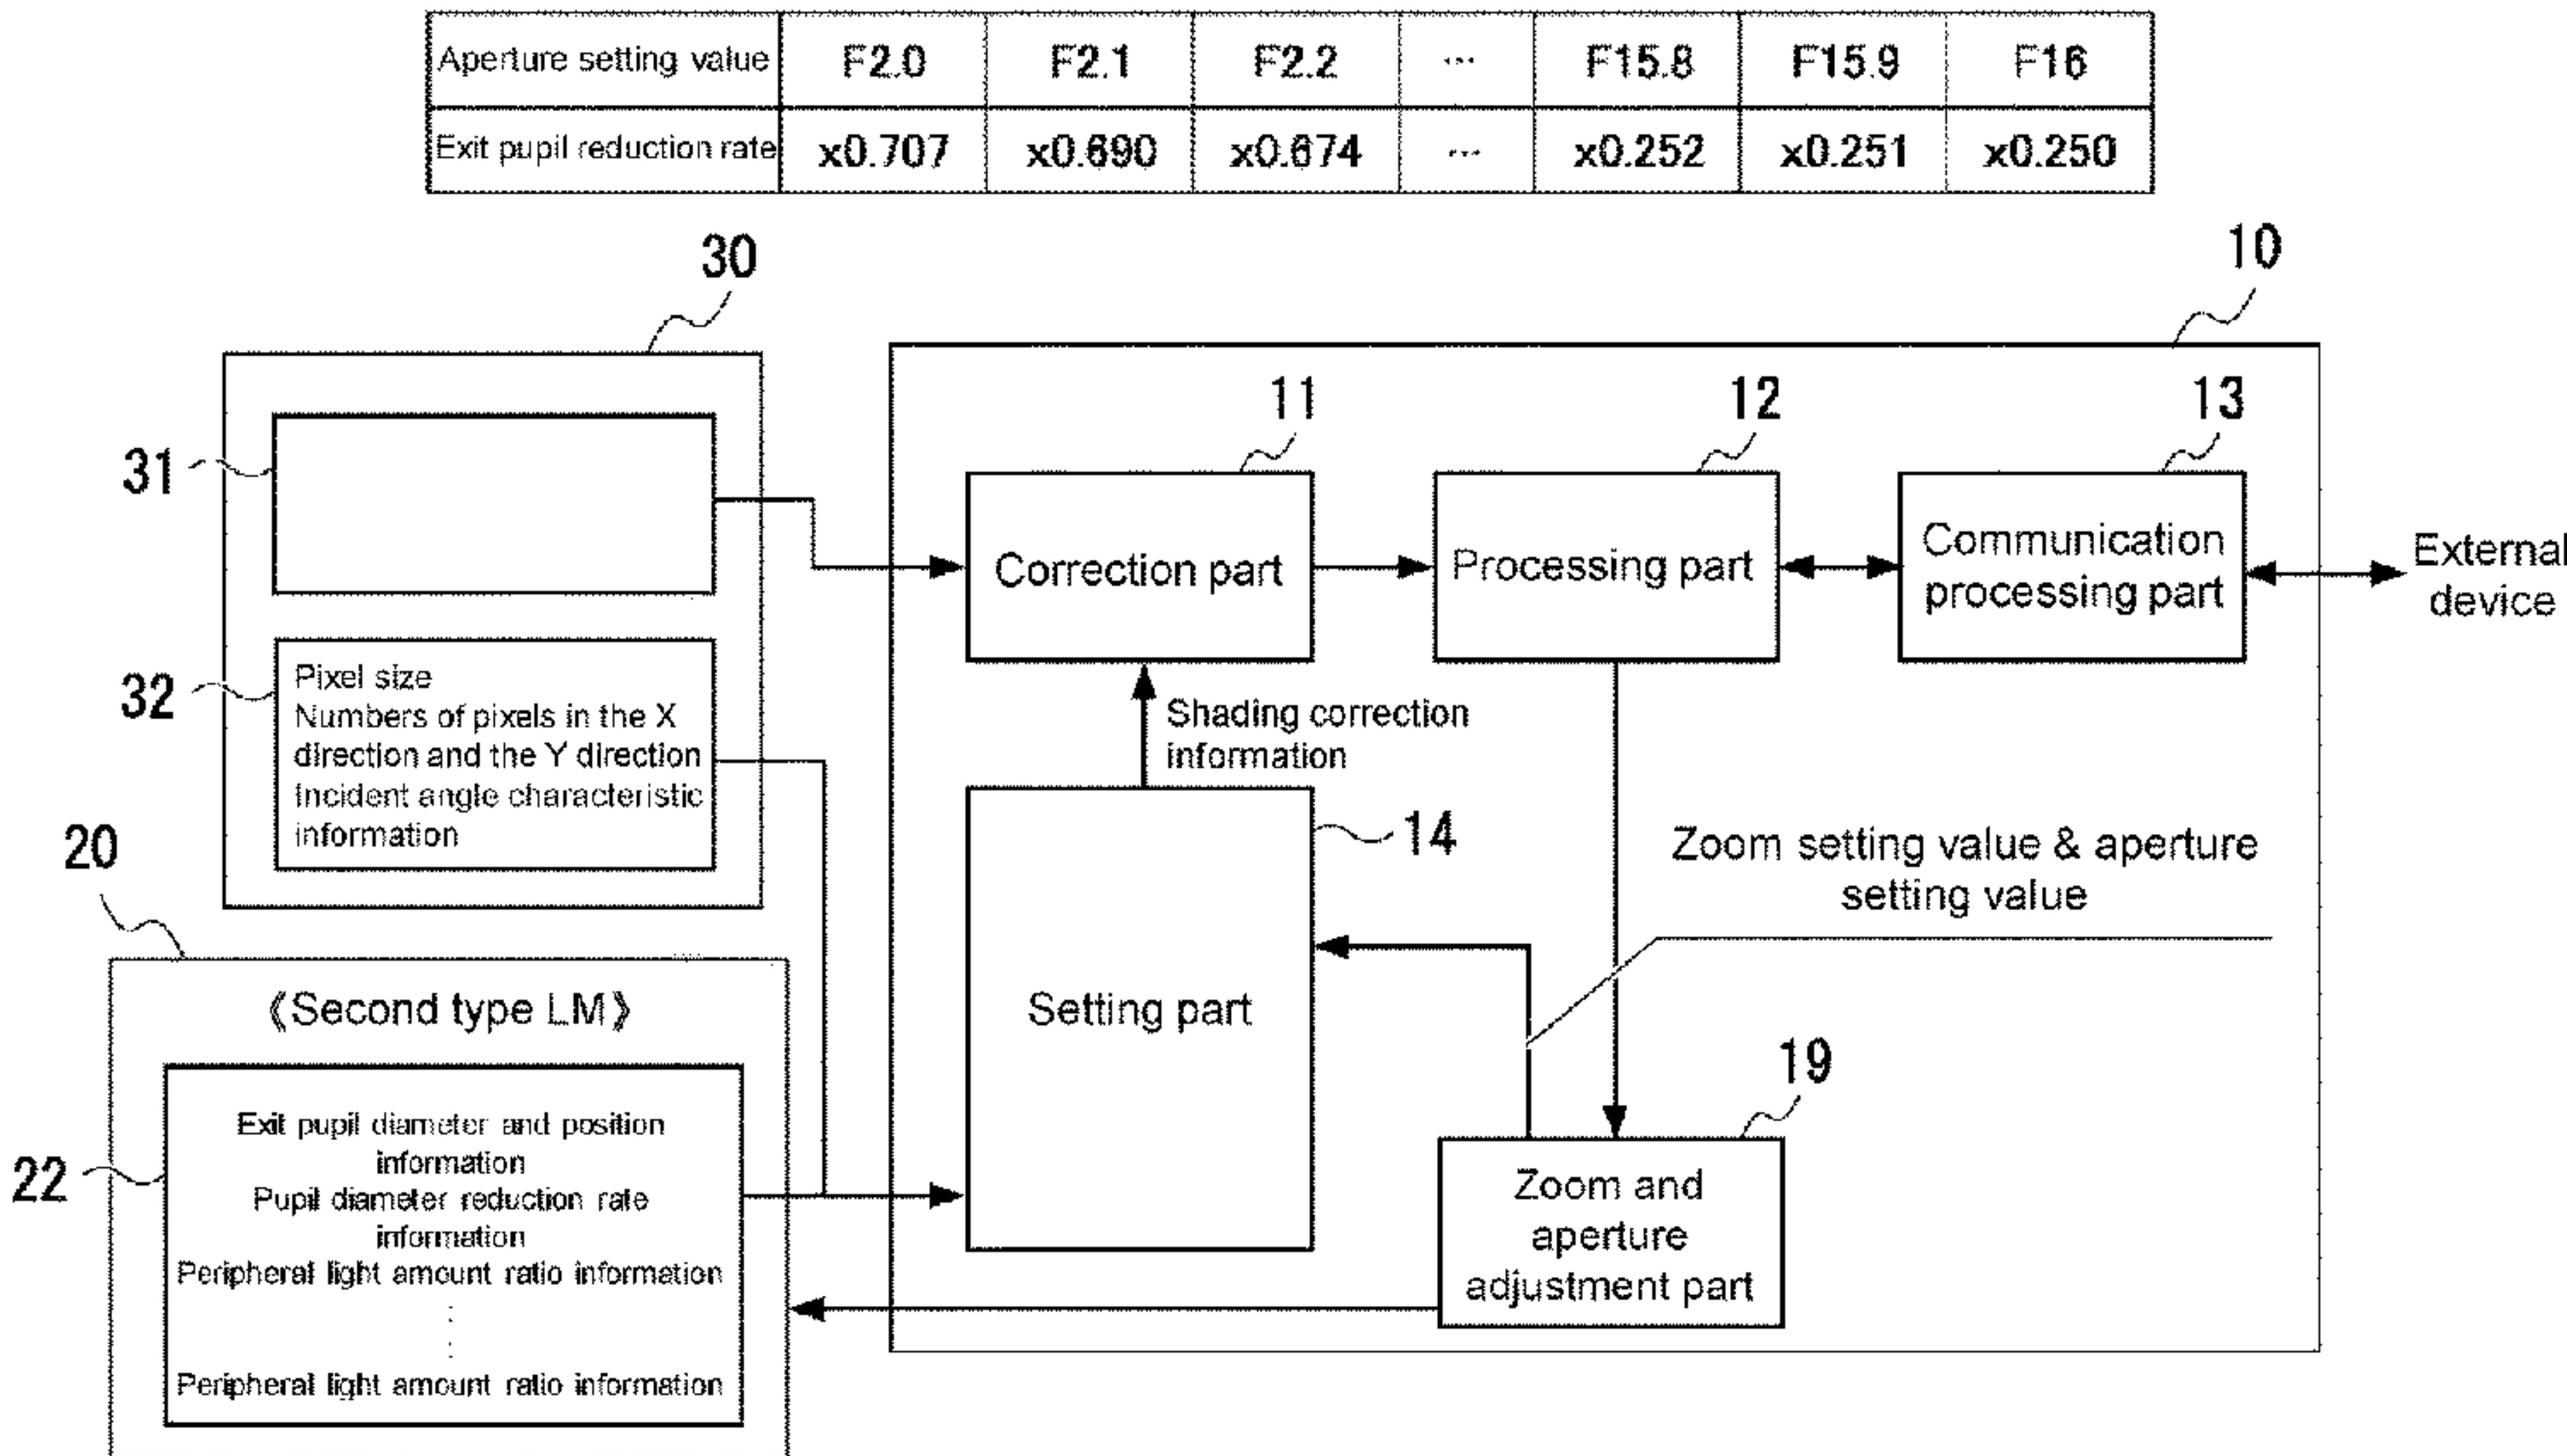 Aperture setting value F2.0 F2.1 F2.2 ... F15.8 F15.9 F16
Exit pupil reduction rate x0.707 x0.690 x0.674 ... x0.252 x0.251 x0.250
30
10
31
11
12
13
Correction part
Processing part
Communication
processing part
External
device
32
Pixel size
Numbers of pixels in the X
direction and the Y direction
Incident angle characteristic
information
Shading correction
information
20
14
Zoom setting value & aperture
setting value
《Second type LM》
Setting part
19
22
Exit pupil diameter and position
information
Pupil diameter reduction rate
information
Peripheral light amount ratio information
:
:
Peripheral light amount ratio information
Zoom and
aperture
adjustment part